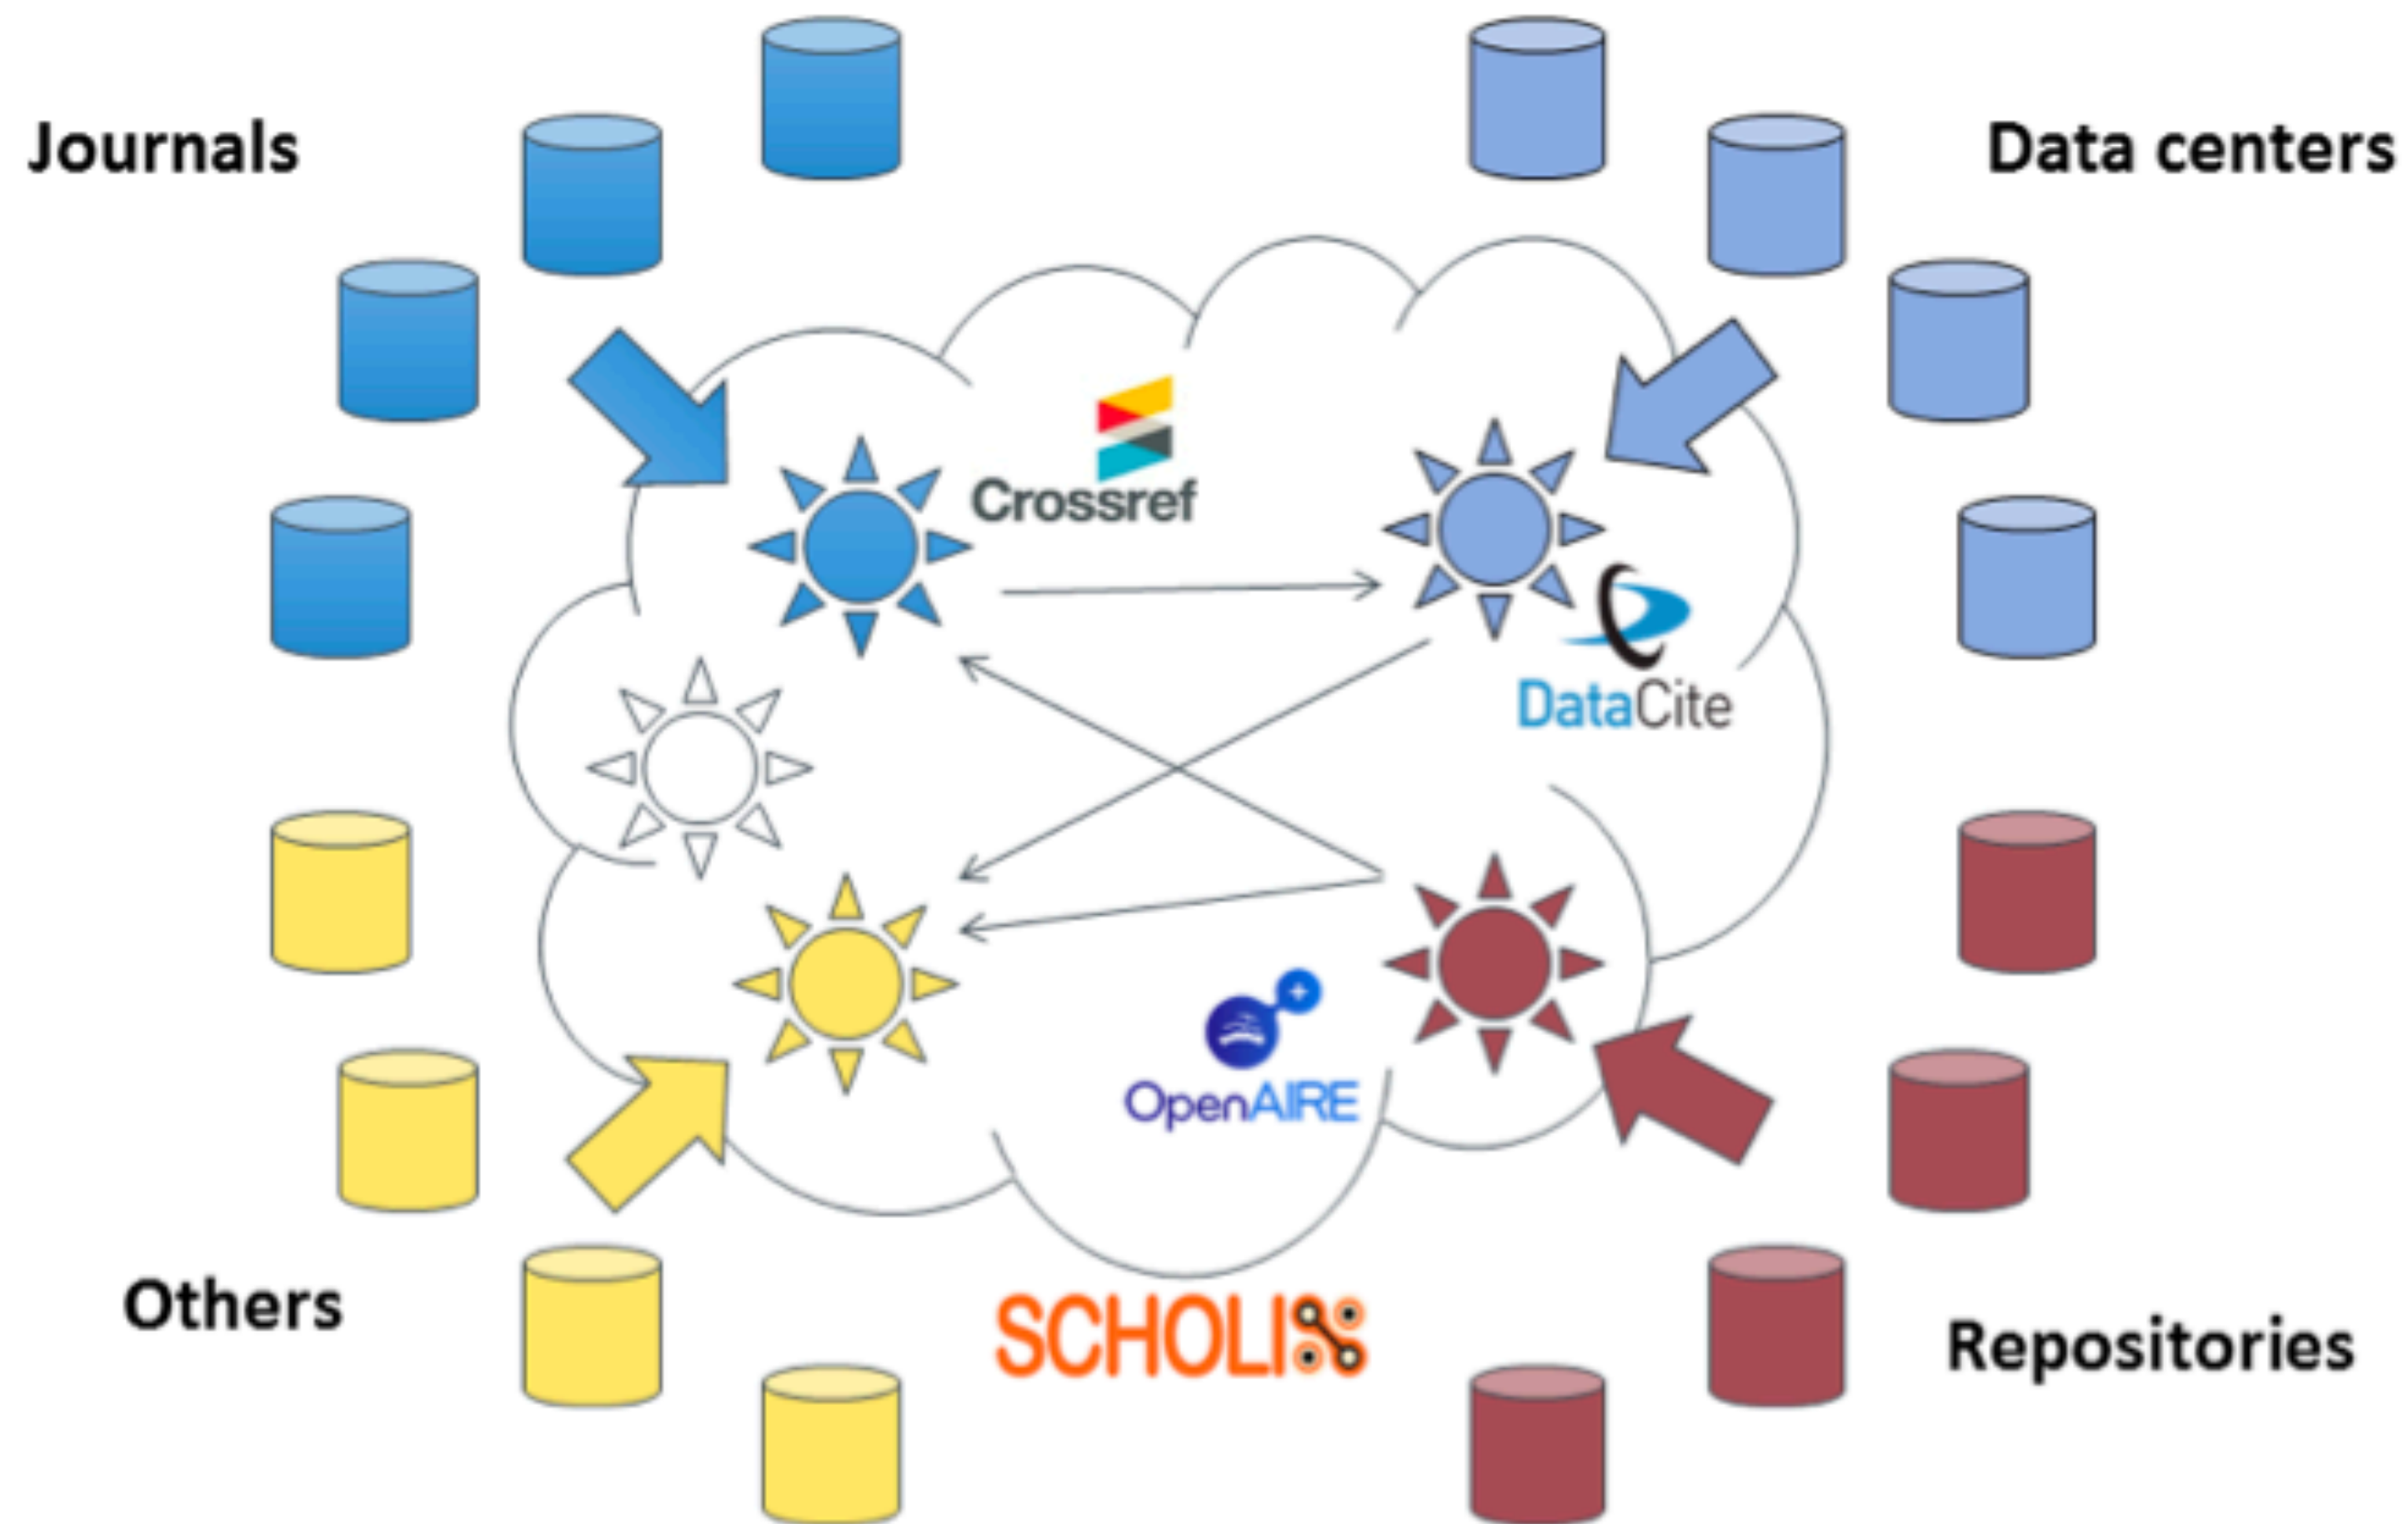 Journals
Data centers
Crossref
DataCite
OpenAIRE
Others
SCHOLIX
Repositories